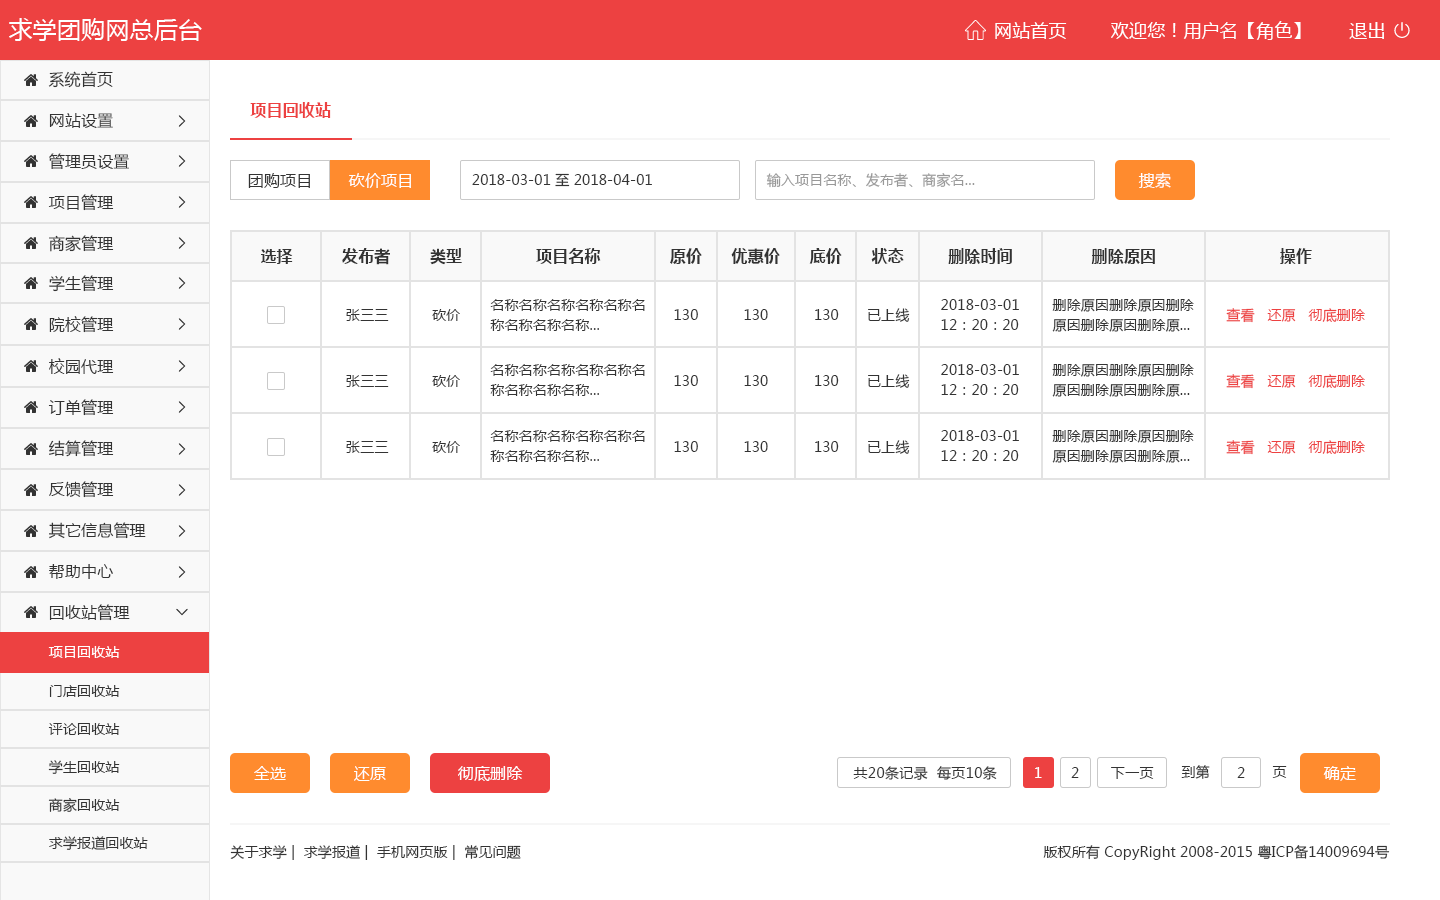 求学团购网总后台
网站首页 欢迎您！用户名【角色】 退出
系统首页
网站设置
管理员设置
项目管理
商家管理
学生管理
院校管理
校园代理
订单管理
结算管理
反馈管理
其它信息管理
帮助中心
回收站管理
项目回收站
门店回收站
评论回收站
学生回收站
商家回收站
求学报道回收站
项目回收站
团购项目 砍价项目 2018-03-01 至 2018-04-01 输入项目名称、发布者、商家名... 搜索
选择 发布者 类型 项目名称 原价 优惠价 底价 状态 删除时间 删除原因 操作
张三三 砍价 名称名称名称名称名称名 130 130 130 已上线 2018-03-01 删除原因删除原因删除 查看 还原 彻底删除
称名称名称名称... 12：20：20 原因删除原因删除原...
张三三 砍价 名称名称名称名称名称名 130 130 130 已上线 2018-03-01 删除原因删除原因删除 查看 还原 彻底删除
称名称名称名称... 12：20：20 原因删除原因删除原...
张三三 砍价 名称名称名称名称名称名 130 130 130 已上线 2018-03-01 删除原因删除原因删除 查看 还原 彻底删除
称名称名称名称... 12：20：20 原因删除原因删除原...
全选 还原 彻底删除 共20条记录 每页10条 1 2 下一页 到第 2 页 确定
关于求学 | 求学报道 | 手机网页版 | 常见问题 版权所有 CopyRight 2008-2015 粤ICP备14009694号